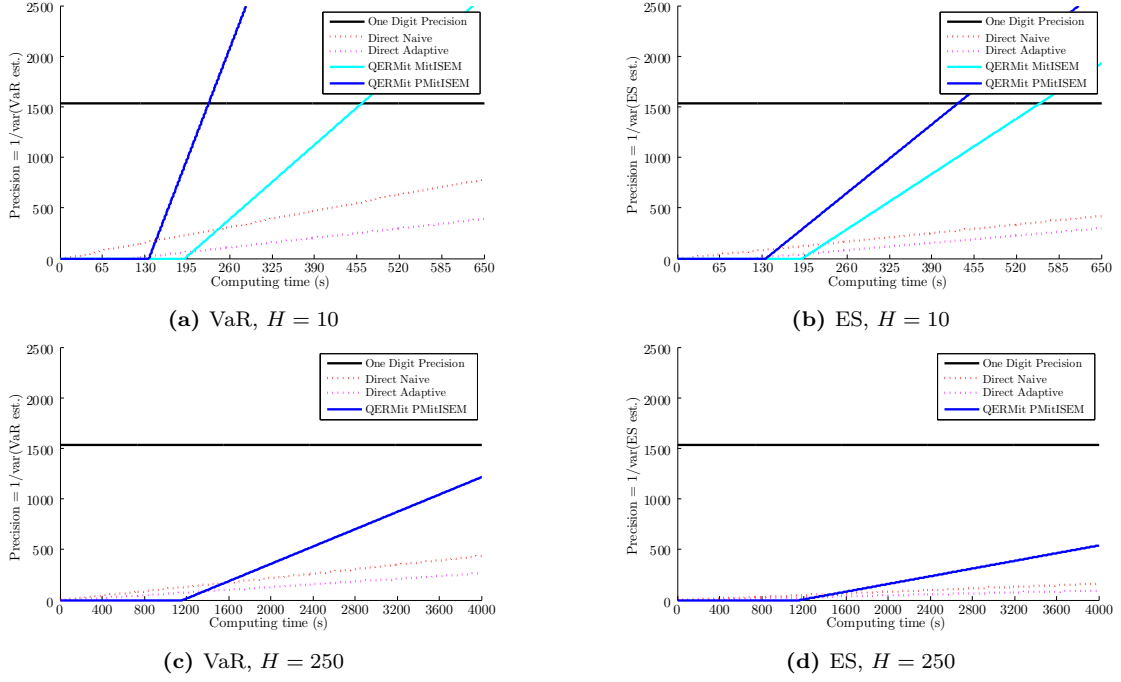 Precision = 1/var(VaR est.)
2500
2000
1500
1000
500
0
One Digit Precision
Direct Naive
Direct Adaptive
QERMit MitISEM
QERMit PMitISEM
0 65 130 195 260 325 390 455 520 585 650
Computing time (s)
(a) VaR, H = 10
Precision = 1/var(ES est.)
2500
2000
1500
1000
500
0
One Digit Precision
Direct Naive
Direct Adaptive
QERMit MitISEM
QERMit PMitISEM
0 65 130 195 260 325 390 455 520 585 650
Computing time (s)
(b) ES, H = 10
Precision = 1/var(VaR est.)
2500
2000
1500
1000
500
0
One Digit Precision
Direct Naive
Direct Adaptive
QERMit PMitISEM
0 400 800 1200 1600 2000 2400 2800 3200 3600 4000
Computing time (s)
(c) VaR, H = 250
Precision = 1/var(ES est.)
2500
2000
1500
1000
500
0
One Digit Precision
Direct Naive
Direct Adaptive
QERMit PMitISEM
0 400 800 1200 1600 2000 2400 2800 3200 3600 4000
Computing time (s)
(d) ES, H = 250